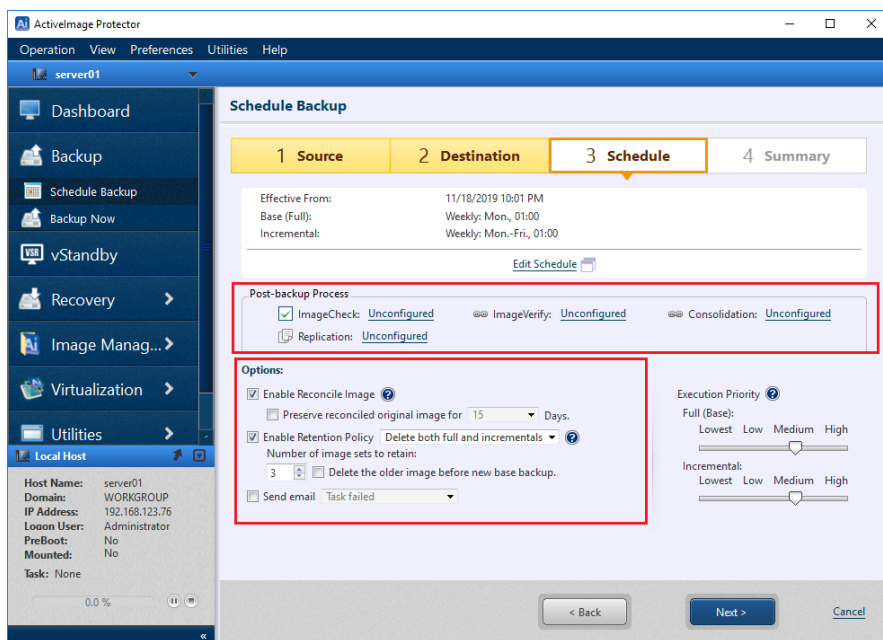 Ai ActiveImage Protector
Operation View Preferences Utilities Help
server01
Dashboard
Backup
Schedule Backup
Backup Now
VSR vStandby
Recovery >
Ai Image Manag... >
Virtualization >
Utilities >
Local Host
Host Name: server01
Domain: WORKGROUP
IP Address: 192.168.123.76
Logon User: Administrator
PreBoot: No
Mounted: No
Task: None
0.0 %
«
Schedule Backup
1 Source 2 Destination 3 Schedule 4 Summary
Effective From: 11/18/2019 10:01 PM
Base (Full): Weekly: Mon., 01:00
Incremental: Weekly: Mon.-Fri., 01:00
Edit Schedule
Post-backup Process
ImageCheck: Unconfigured ImageVerify: Unconfigured Consolidation: Unconfigured
Replication: Unconfigured
Options:
Enable Reconcile Image ?
Preserve reconciled original image for 15 Days.
Enable Retention Policy Delete both full and incrementals ?
Number of image sets to retain:
3 Delete the older image before new base backup.
Send email Task failed
Execution Priority ?
Full (Base):
Lowest Low Medium High
Incremental:
Lowest Low Medium High
< Back Next > Cancel